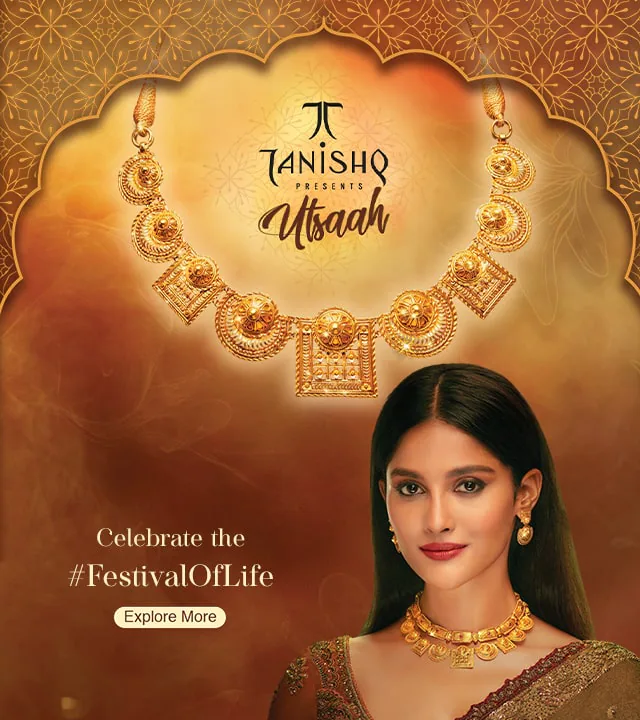 TANISHQ
PRESENTS
Utsaah
Celebrate the
#FestivalOfLife
Explore More